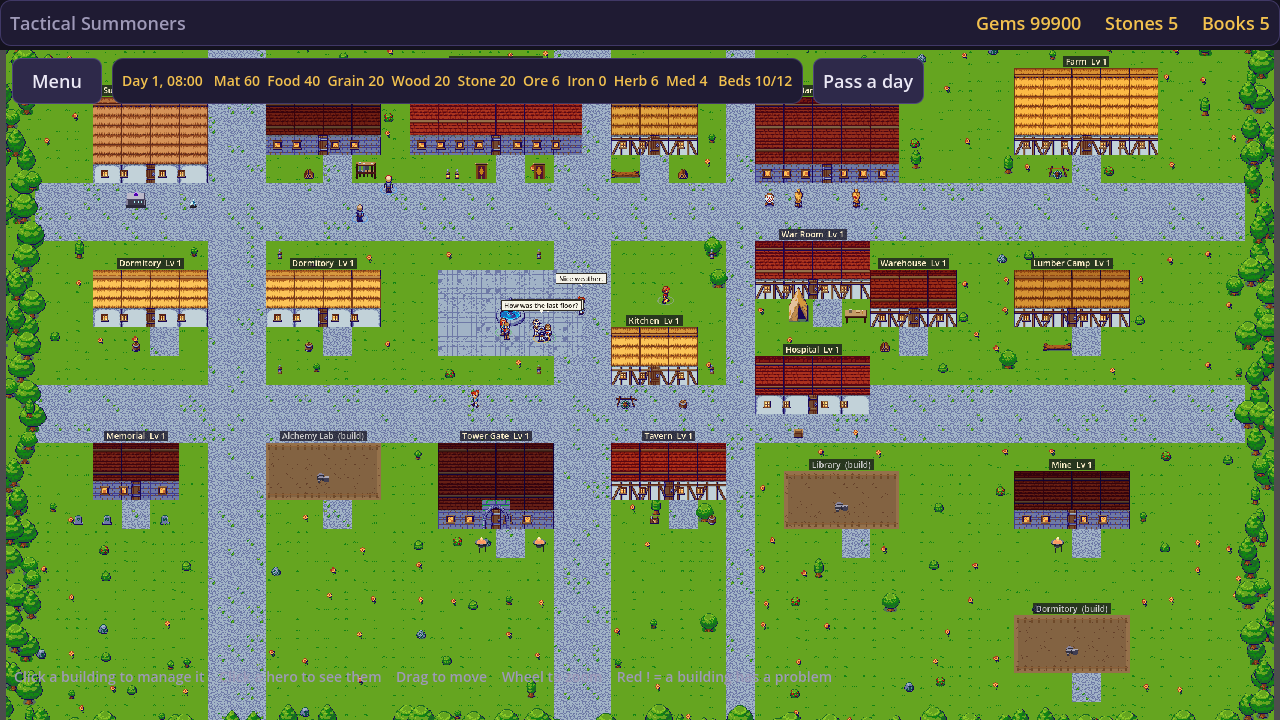 Tactical Summoners
Gems 99900 Stones 5 Books 5
Menu
Day 1, 08:00 Mat 60 Food 40 Grain 20 Wood 20 Stone 20 Ore 6 Iron 0 Herb 6 Med 4 Beds 10/12
Pass a day
Farm Lv 1
War Room Lv 1
Dormitory Lv 1
Dormitory Lv 1
Warehouse Lv 1
Lumber Camp Lv 1
Nice weather.
How was the last floor?
Kitchen Lv 1
Hospital Lv 1
Memorial Lv 1
Alchemy Lab (build)
Tower Gate Lv 1
Tavern Lv 1
Library (build)
Mine Lv 1
Dormitory (build)
Click a building to manage it
hero to see them Drag to move Wheel
Red ! = a building
a problem